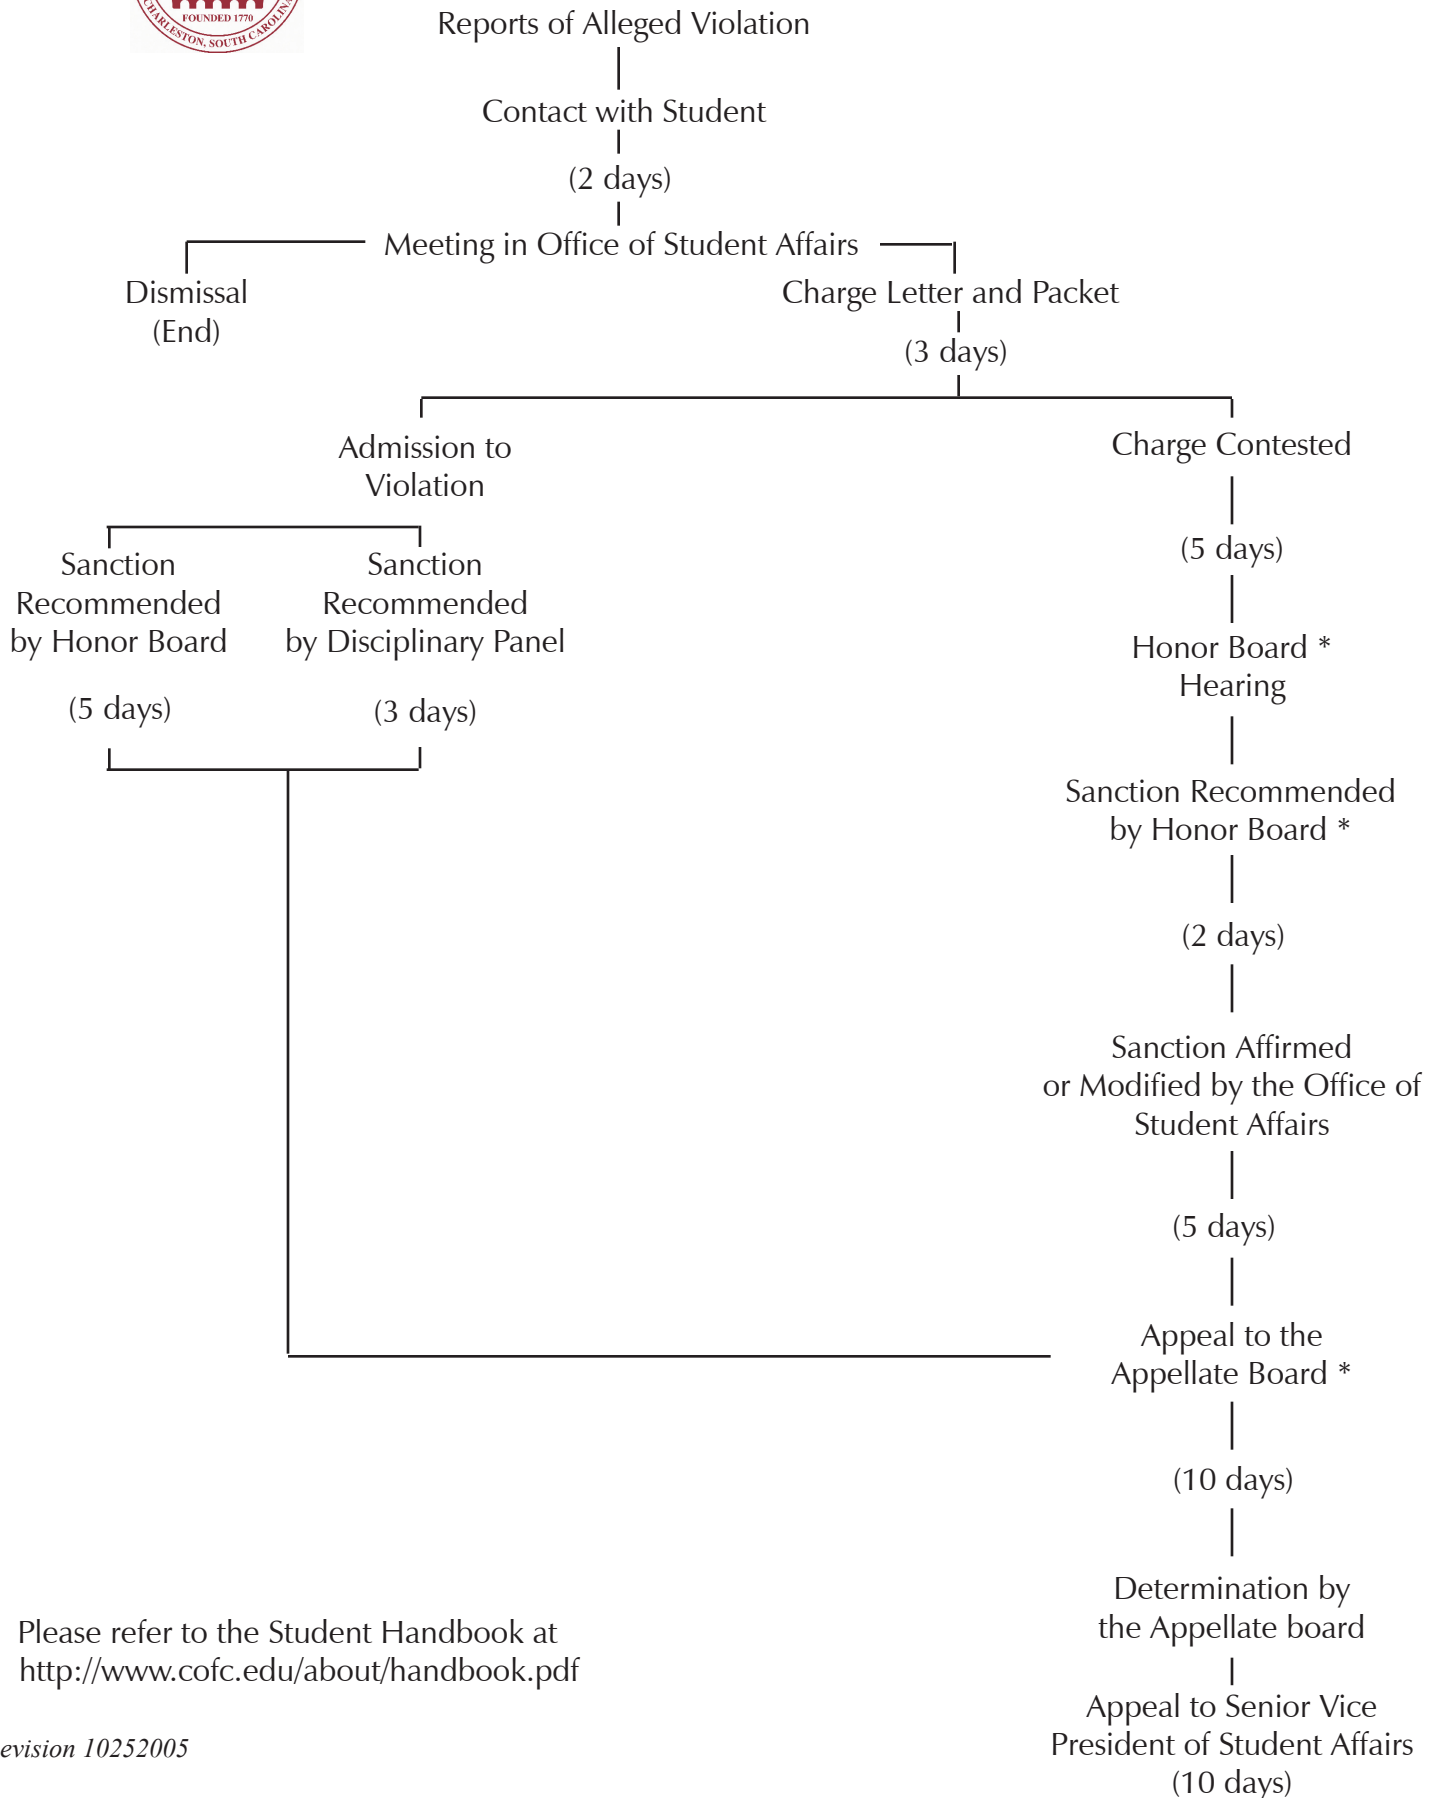 FOUNDED 1770
CHARLESTON, SOUTH CAROLINA
Reports of Alleged Violation
Contact with Student
(2 days)
Meeting in Office of Student Affairs
Dismissal
(End)
Charge Letter and Packet
(3 days)
Admission to
Violation
Charge Contested
(5 days)
Sanction
Recommended
by Honor Board
(5 days)
Sanction
Recommended
by Disciplinary Panel
(3 days)
Honor Board *
Hearing
Sanction Recommended
by Honor Board *
(2 days)
Sanction Affirmed
or Modified by the Office of
Student Affairs
(5 days)
Appeal to the
Appellate Board *
(10 days)
Determination by
the Appellate board
Appeal to Senior Vice
President of Student Affairs
(10 days)
Please refer to the Student Handbook at
http://www.cofc.edu/about/handbook.pdf
evision 10252005